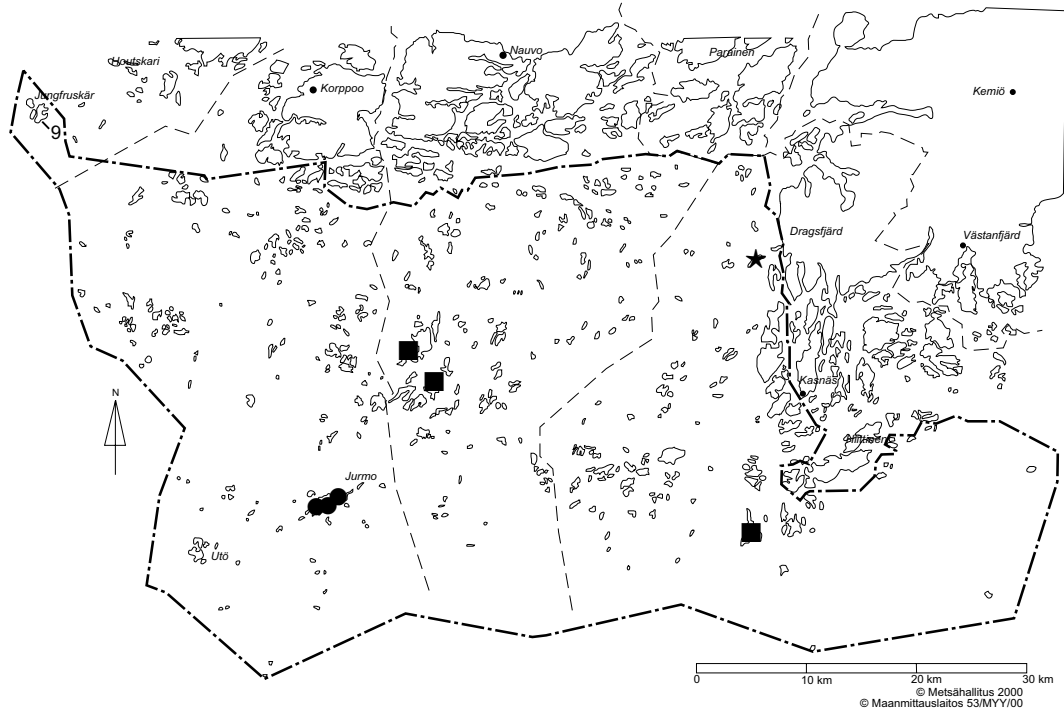 Nauvo
Parainen
Houtskari
Korppoo
Kemiö
Jungfruskär
9
Dragsfjärd
Västanfjärd
Kasnäs
N
Hiittinen
Jurmo
Utö
0 10 km 20 km 30 km
© Metsähallitus 2000
© Maanmittauslaitos 53/MYY/00